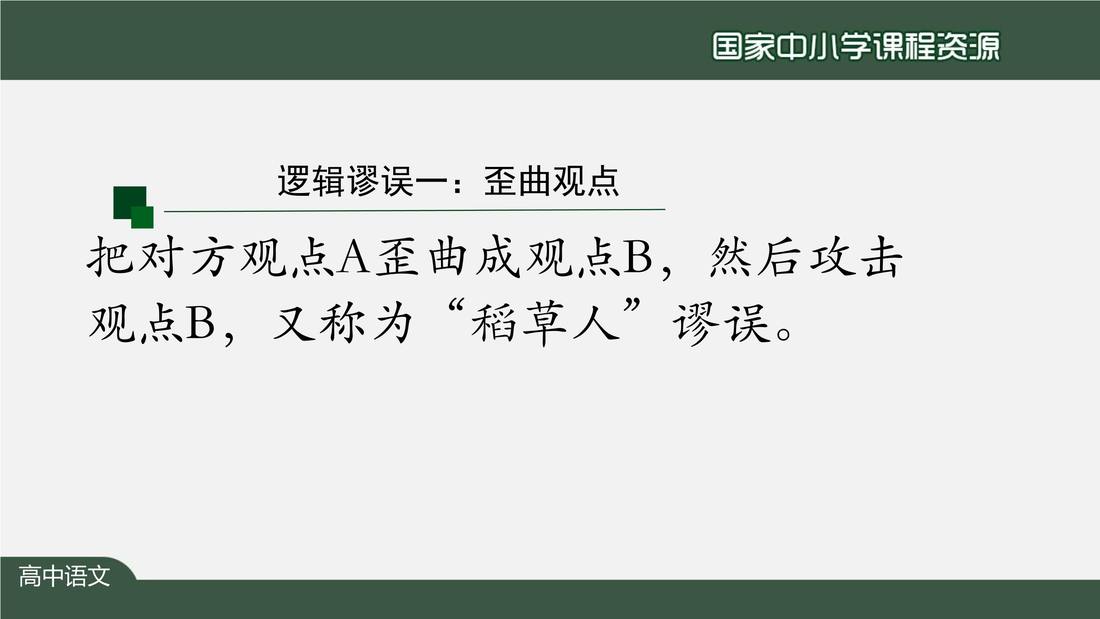 国家中小学课程资源
逻辑谬误一：歪曲观点
把对方观点A歪曲成观点B，然后攻击
观点B，又称为“稻草人”谬误。
高中语文